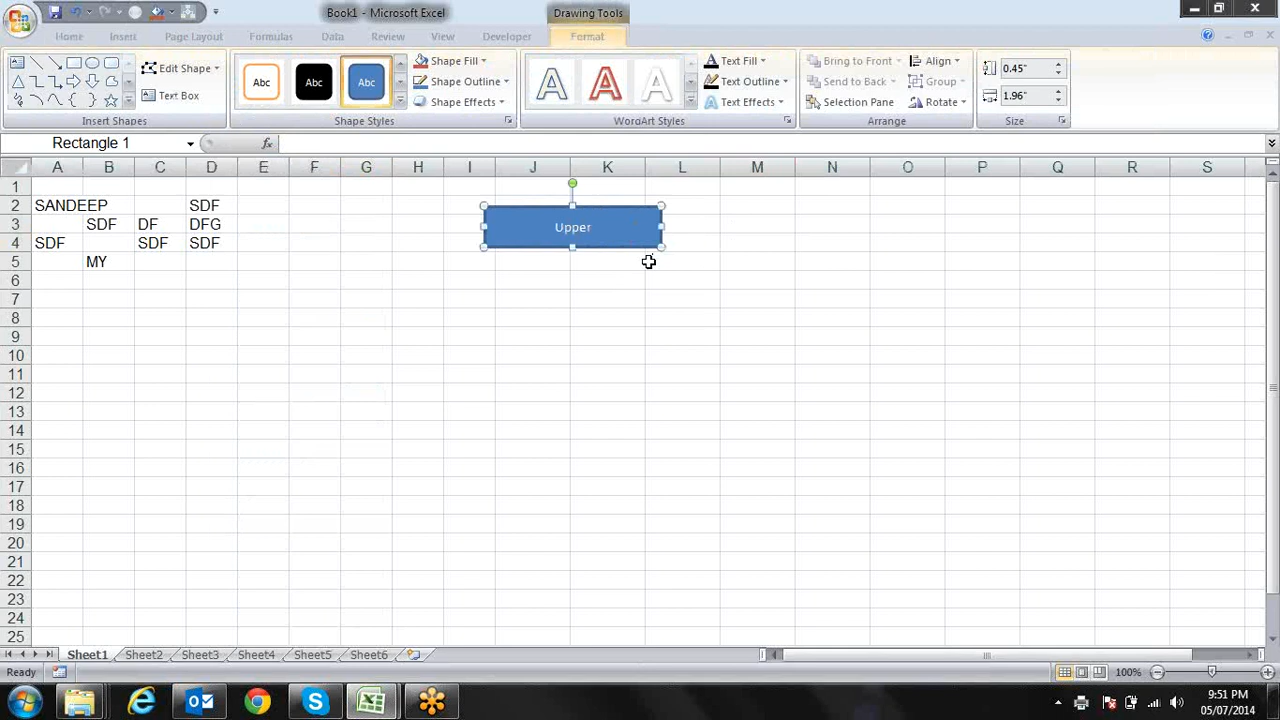 Book1 - Microsoft Excel
Drawing Tools
Home Insert Page Layout Formulas Data Review View Developer Format
Edit Shape
Text Box
Insert Shapes
Abc Abc Abc
Shape Fill
Shape Outline
Shape Effects
Shape Styles
A A A
Text Fill
Text Outline
Text Effects
WordArt Styles
Bring to Front
Send to Back
Selection Pane
Align
Group
Rotate
Arrange
0.45"
1.96"
Size
Rectangle 1
fx
A B C D E F G H I J K L M N O P Q R S
1
2 SANDEEP SDF
3 SDF DF DFG
4 SDF SDF SDF
5 MY
Upper
6
7
8
9
10
11
12
13
14
15
16
17
18
19
20
21
22
23
24
25
Sheet1 Sheet2 Sheet3 Sheet4 Sheet5 Sheet6
Ready
100%
9:51 PM
05/07/2014